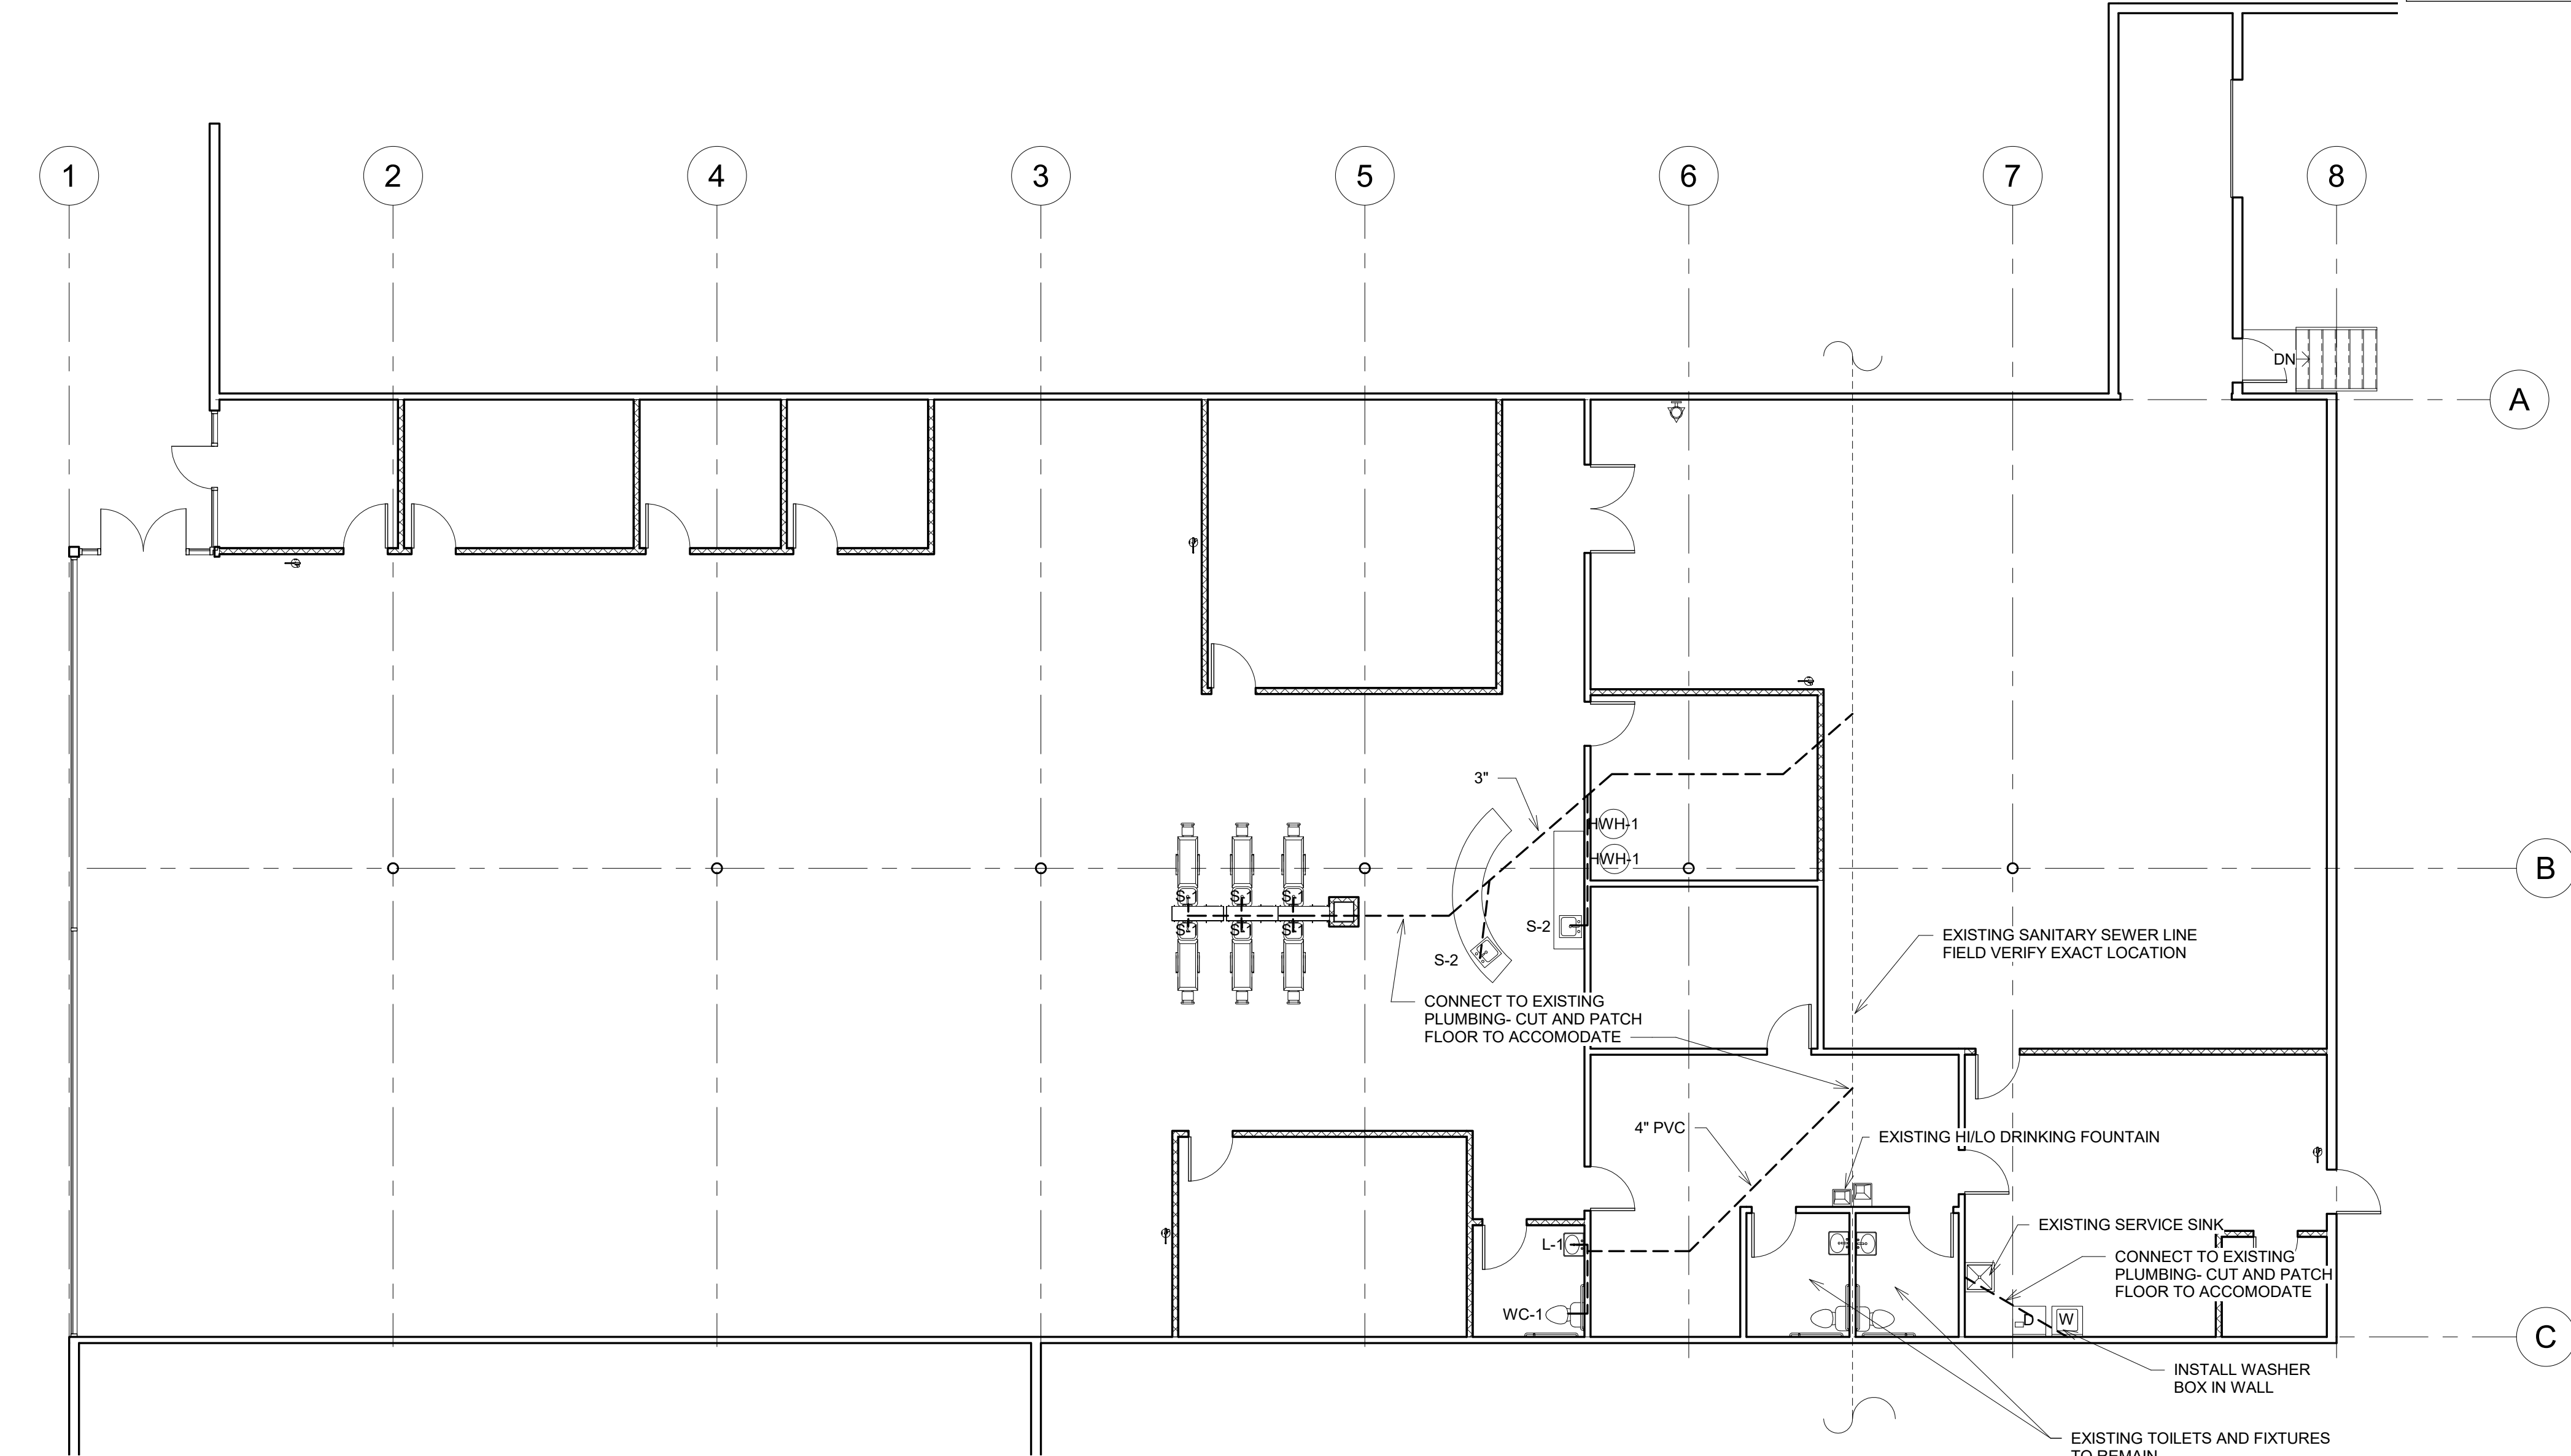 1
2
4
3
5
6
7
8
DN
A
3"
HWH-1
HWH-1
B
S-1
S-1
S-1
S-1
S-1
S-1
S-2
S-2
EXISTING SANITARY SEWER LINE
FIELD VERIFY EXACT LOCATION
CONNECT TO EXISTING
PLUMBING- CUT AND PATCH
FLOOR TO ACCOMODATE
4" PVC
EXISTING HI/LO DRINKING FOUNTAIN
EXISTING SERVICE SINK
L-1
CONNECT TO EXISTING
PLUMBING- CUT AND PATCH
FLOOR TO ACCOMODATE
WC-1
D
W
C
INSTALL WASHER
BOX IN WALL
EXISTING TOILETS AND FIXTURES
TO REMAIN